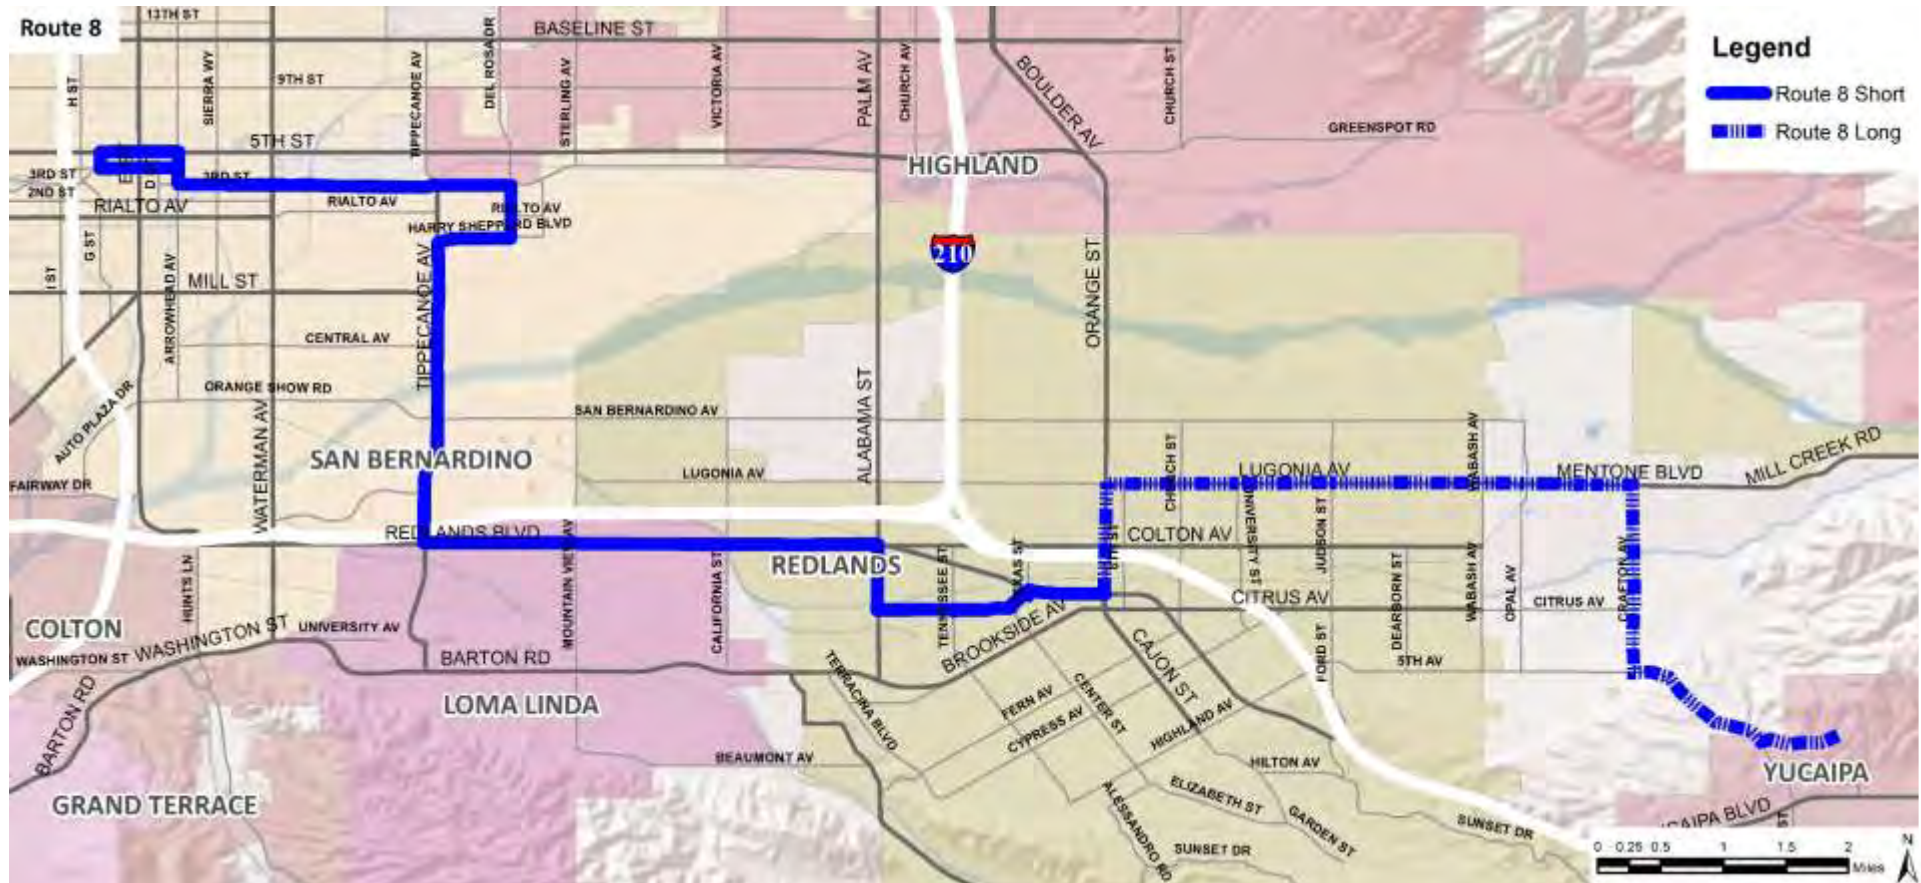 Route 8
13TH ST
BASELINE ST
H ST
SIERRA WY
9TH ST
TIPPECANOE AV
DEL ROSA DR
STERLING AV
VICTORIA AV
PALM AV
CHURCH AV
BOULDER AV
CHURCH ST
GREENSPOT RD
Legend
Route 8 Short
Route 8 Long
5TH ST
HIGHLAND
3RD ST
3RD ST
2ND ST
RIALTO AV
RIALTO AV
HARRY SHEPPARD BLVD
G ST
I ST
ARROWHEAD AV
MILL ST
TIPPECANOE AV
210
ORANGE ST
CENTRAL AV
AUTO PLAZA DR
ORANGE SHOW RD
WATERMAN AV
SAN BERNARDINO AV
ALABAMA ST
SAN BERNARDINO
LUGONIA AV
CHURCH ST
LUGONIA AV
WABASH AV
MENTONE BLVD
MILL CREEK RD
FAIRWAY DR
REDLANDS BLVD
MOUNTAIN VIEW AV
CALIFORNIA ST
REDLANDS
TENNESSEE ST
COLTON AV
UNIVERSITY ST
JUDSON ST
DEARBORN ST
WABASH AV
OPAL AV
CITRUS AV
CITRUS AV
CRAFTON AV
HUNTS LN
COLTON
WASHINGTON ST
WASHINGTON ST
UNIVERSITY AV
BARTON RD
BROOKSIDE AV
CAJON ST
FORD ST
5TH AV
BARTON RD
LOMA LINDA
TERRACINA BLVD
FERN AV
CENTER ST
CYPRESS AV
HIGHLAND AV
BEAUMONT AV
HILTON AV
YUCAIPA
GRAND TERRACE
ALESSANDRO RD
ELIZABETH ST
GARDEN ST
SUNSET DR
SUNSET DR
CAIPA BLVD
0 0.25 0.5 1 1.5 2
Miles
N